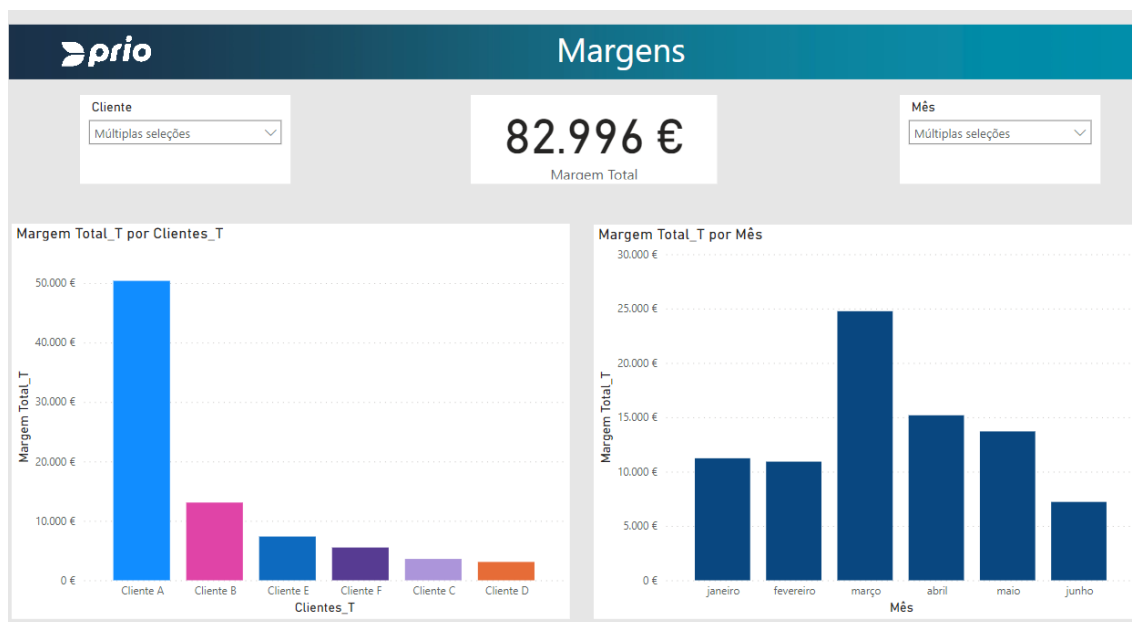 prio
Margens
Cliente
Múltiplas seleções
82.996 €
Margem Total
Mês
Múltiplas seleções
Margem Total_T por Clientes_T
Margem Total_T
50.000 €
40.000 €
30.000 €
20.000 €
10.000 €
0 €
Cliente A
Cliente B
Cliente E
Cliente F
Cliente C
Cliente D
Clientes_T
Margem Total_T por Mês
Margem Total_T
30.000 €
25.000 €
20.000 €
15.000 €
10.000 €
5.000 €
0 €
janeiro
fevereiro
março
abril
maio
junho
Mês